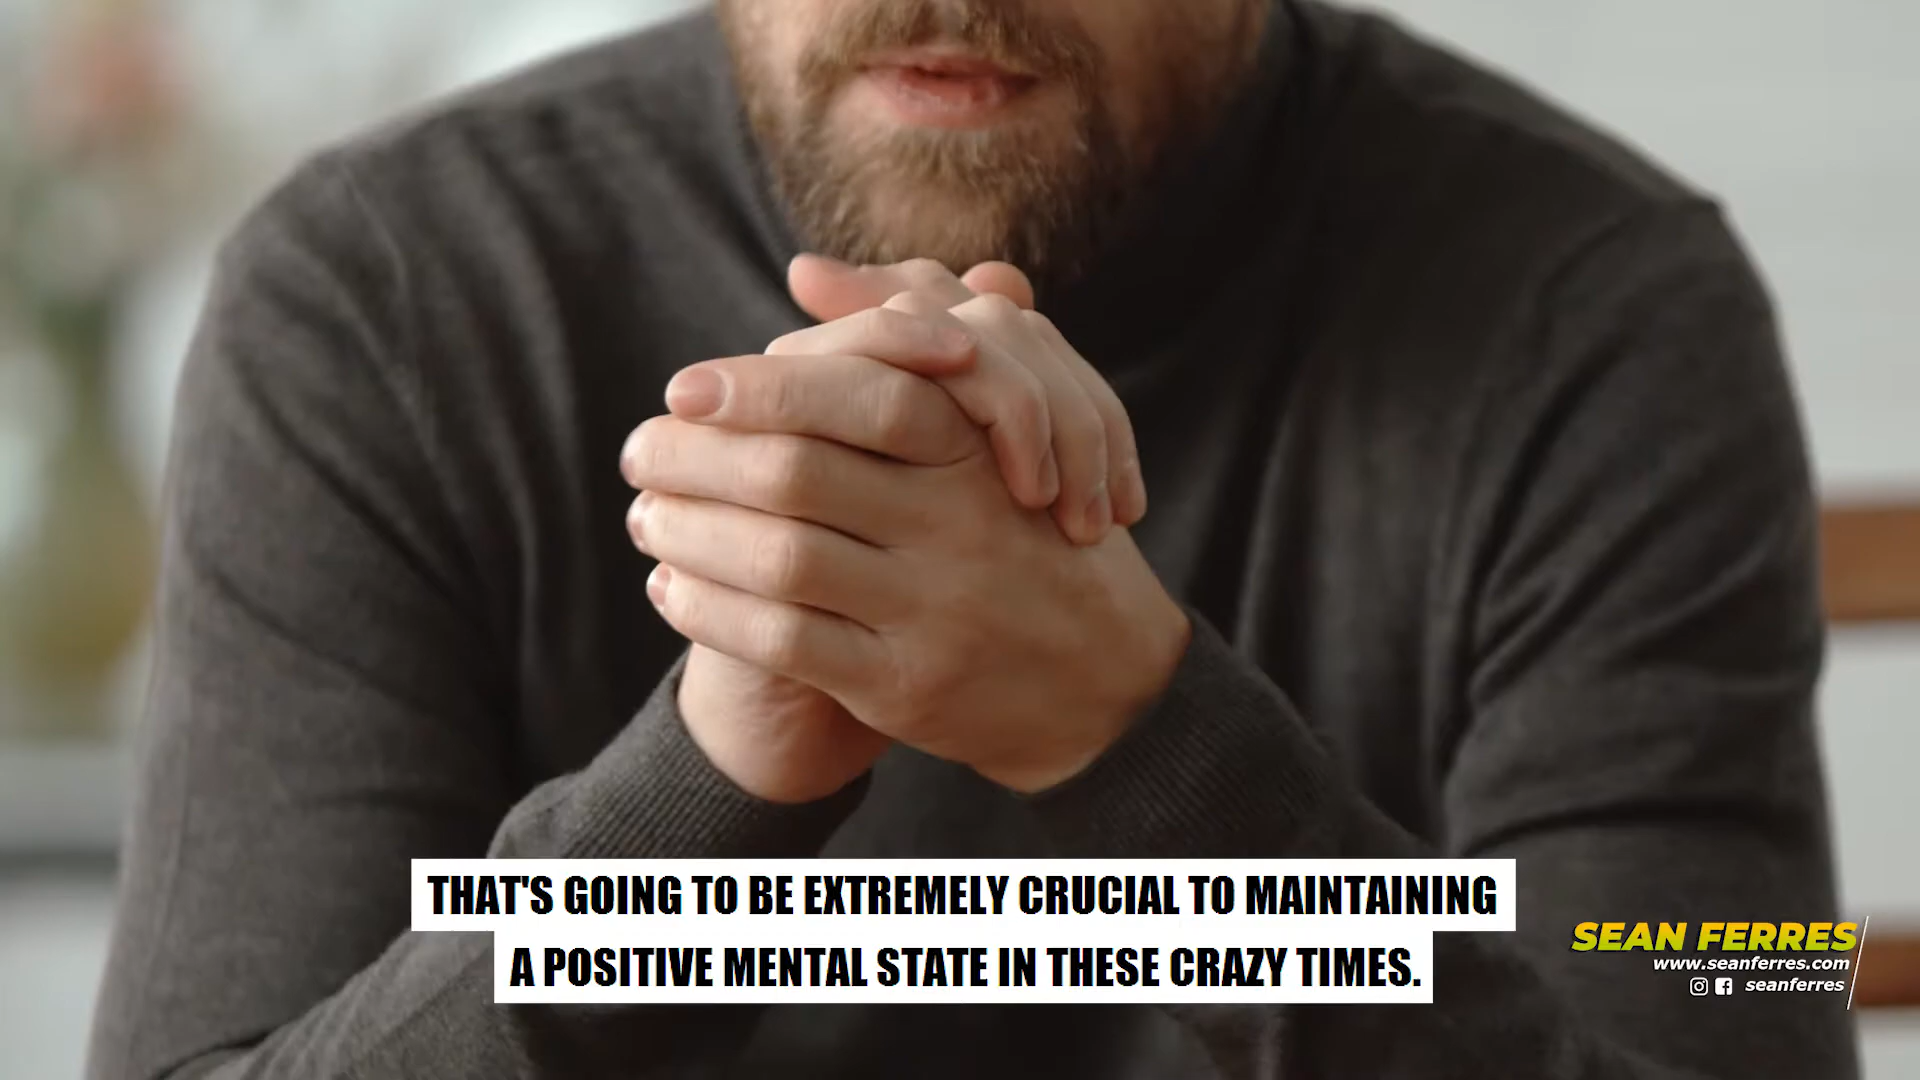 THAT'S GOING TO BE EXTREMELY CRUCIAL TO MAINTAINING
A POSITIVE MENTAL STATE IN THESE CRAZY TIMES.
SEAN FERRES
www.seanferres.com
seanferres